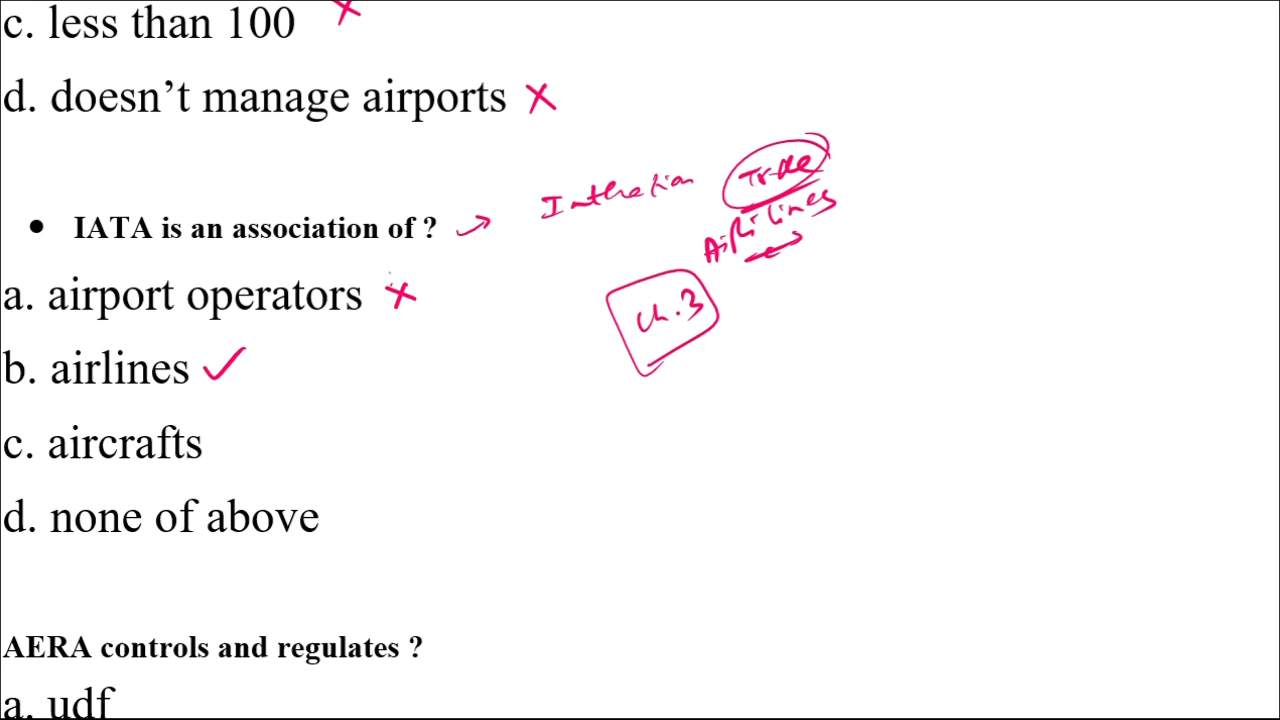 c. less than 100
d. doesn’t manage airports
• IATA is an association of ?
Trade
Airlines
a. airport operators
ch.3
b. airlines
c. aircrafts
d. none of above
AERA controls and regulates ?
a. udf